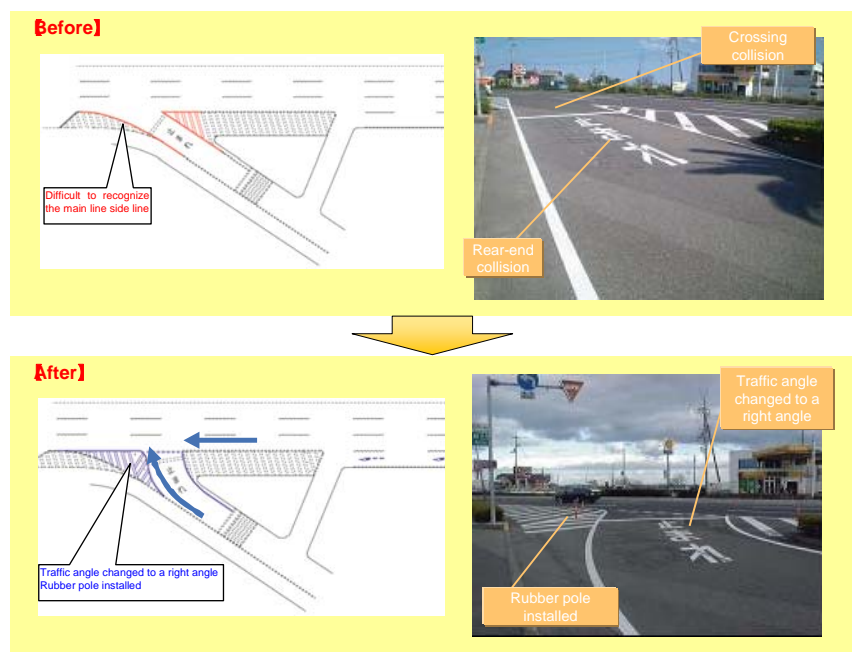 【Before】
Difficult to recognize
the main line side line
Crossing
collision
Rear-end
collision
【After】
Traffic angle changed to a right angle
Rubber pole installed
Traffic angle
changed to a
right angle
Rubber pole
installed